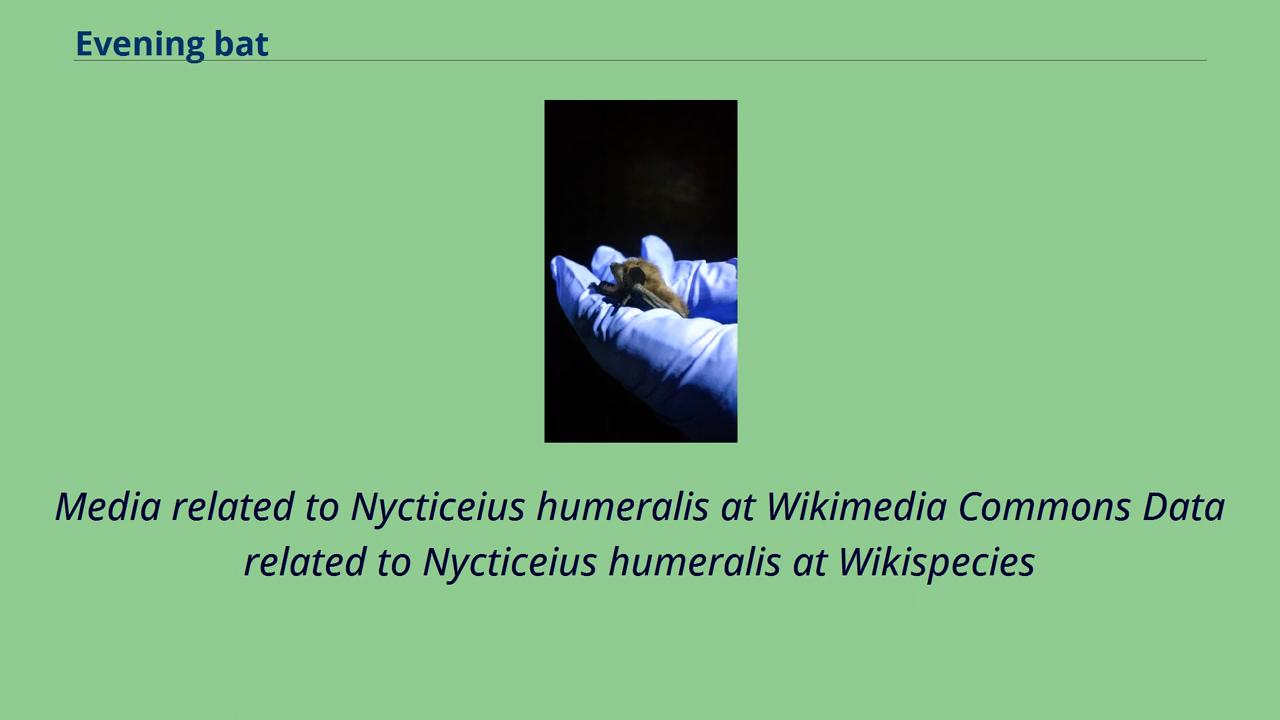 Evening bat
Media related to Nycticeius humeralis at Wikimedia Commons Data
related to Nycticeius humeralis at Wikispecies